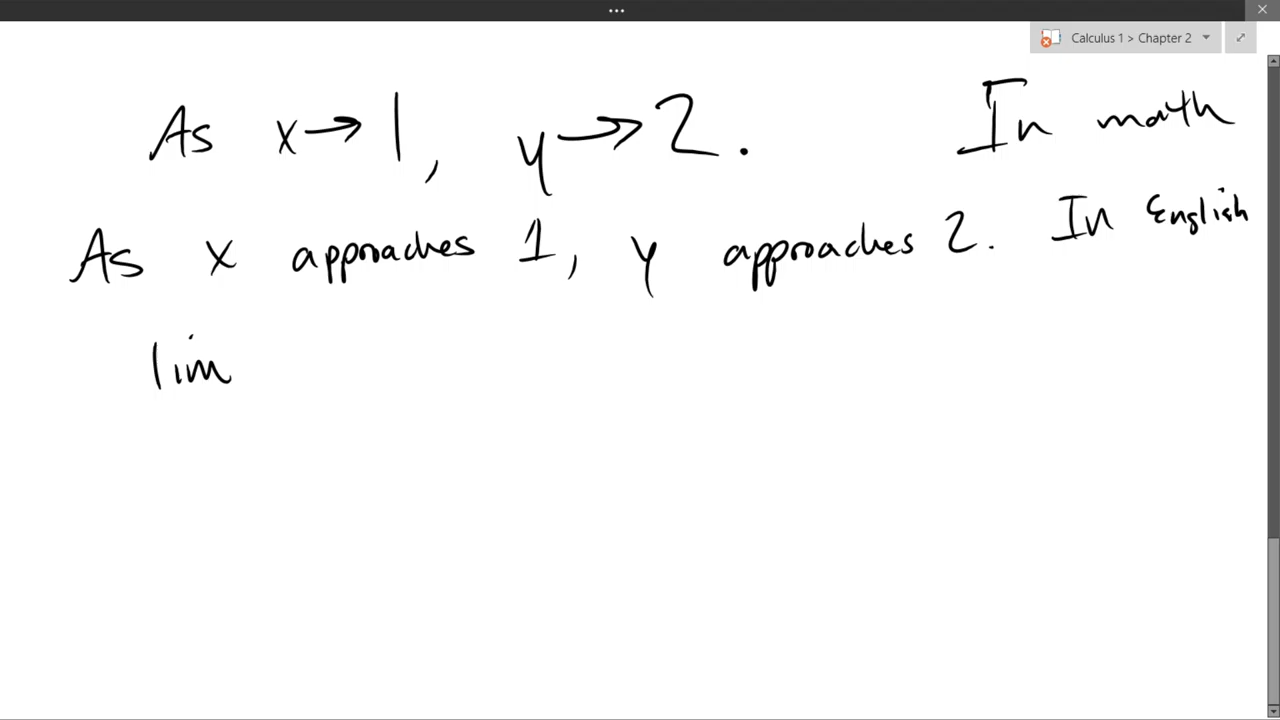 Calculus 1 > Chapter 2
As x→1, y→2. In math
As x approaches 1, y approaches 2. In English
lim